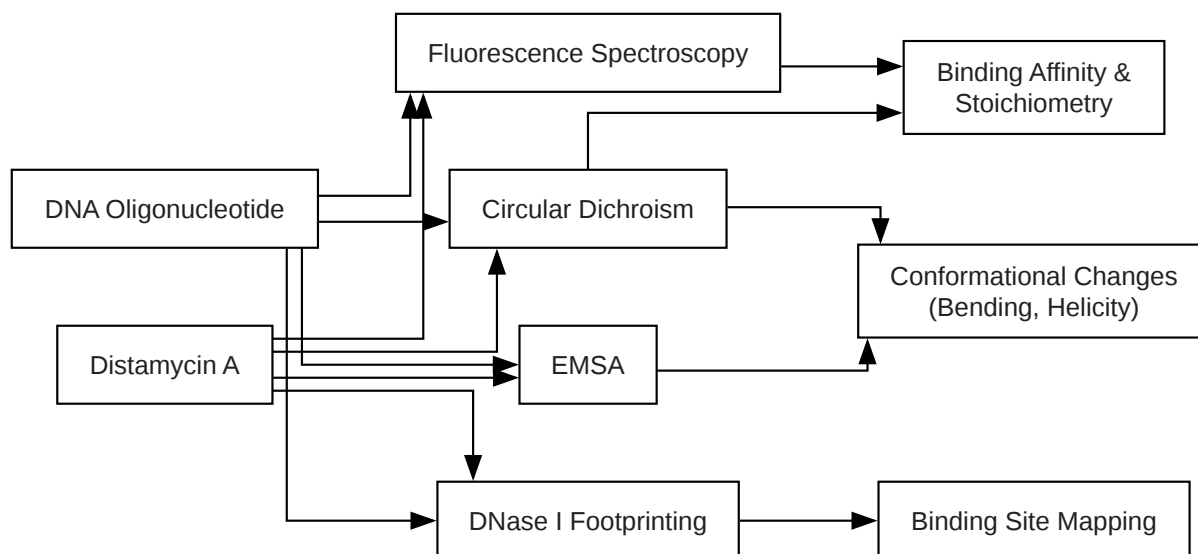 Fluorescence Spectroscopy
Binding Affinity &
Stoichiometry
DNA Oligonucleotide
Circular Dichroism
Conformational Changes
(Bending, Helicity)
Distamycin A
EMSA
DNase I Footprinting
Binding Site Mapping